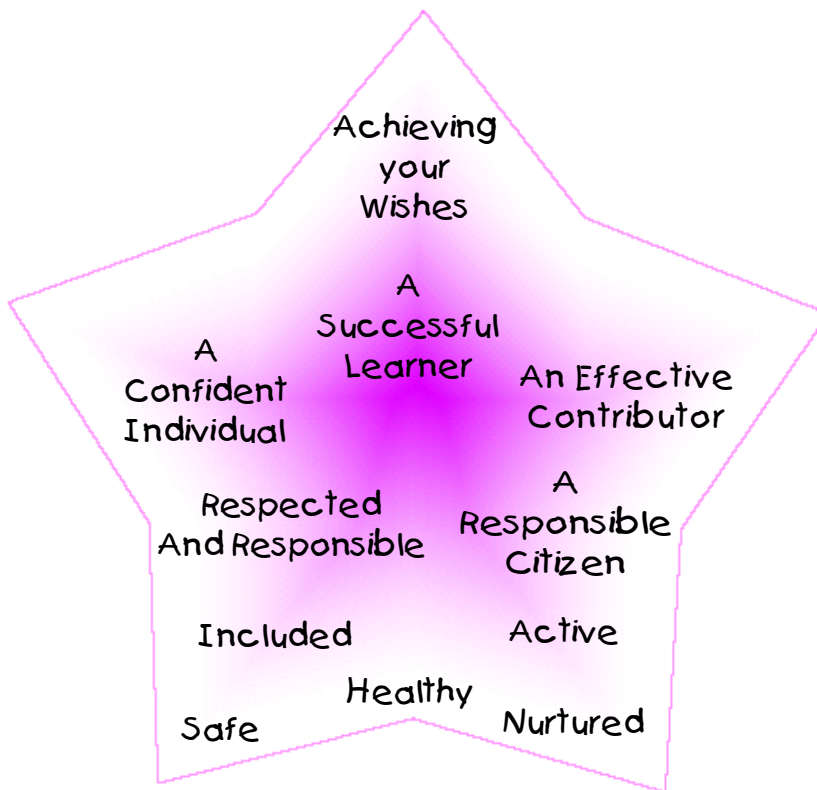 Achieving
your
Wishes
A
Successful
Learner
A
Confident
Individual
An Effective
Contributor
Respected
And Responsible
A
Responsible
Citizen
Included
Active
Healthy
Safe
Nurtured